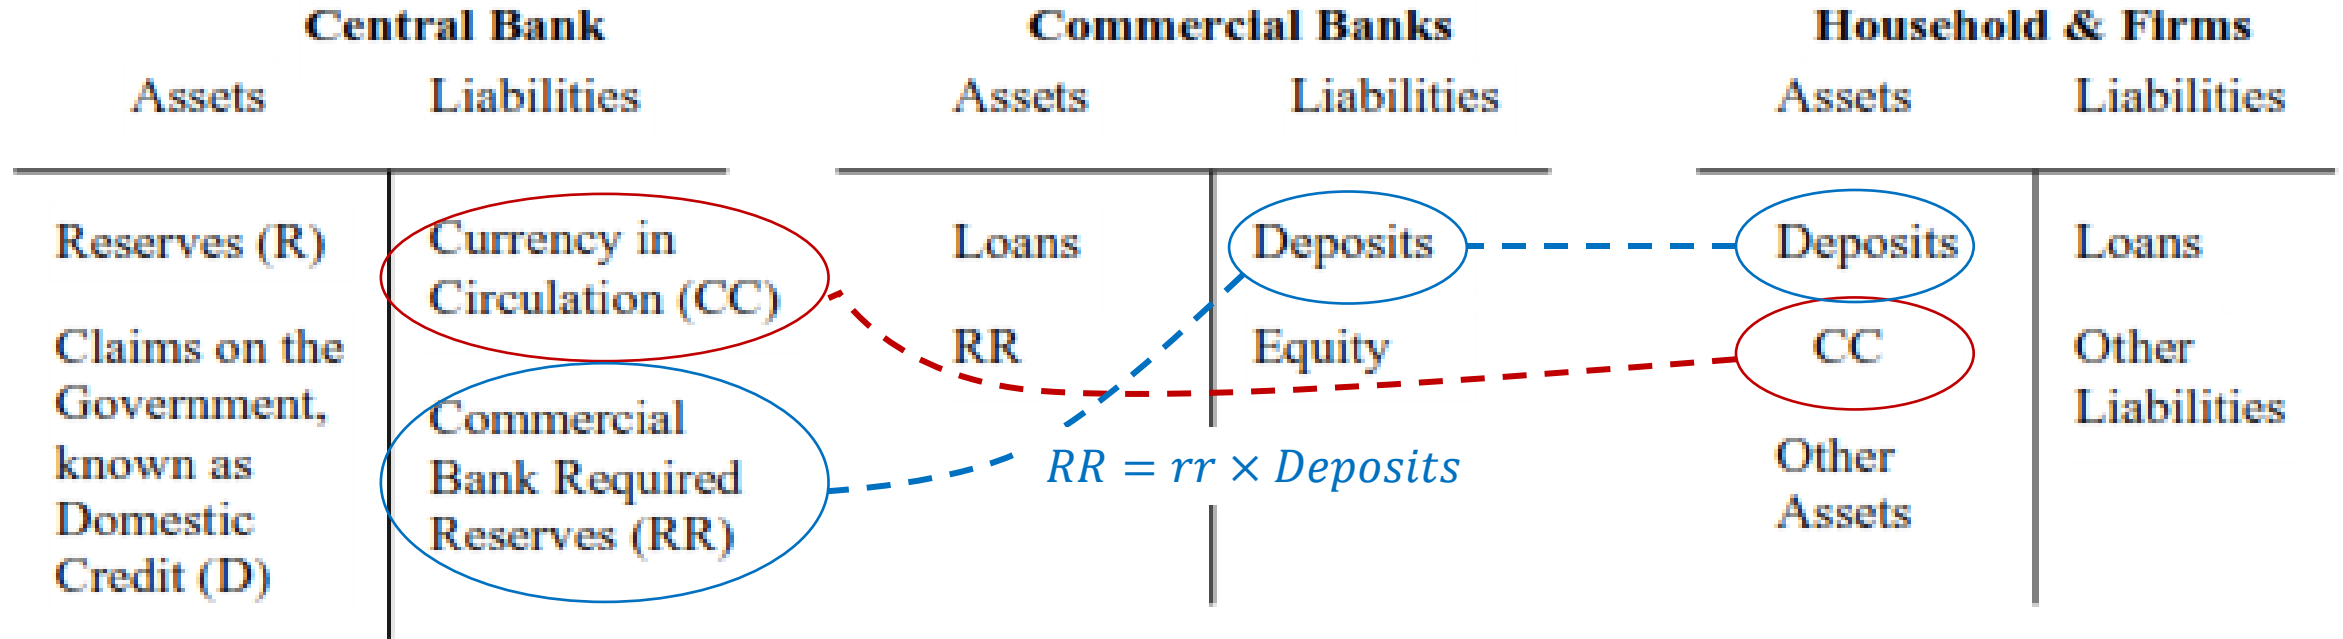 Central Bank
Assets
Liabilities
Reserves (R)
Claims on the
Government,
known as
Domestic
Credit (D)
Currency in
Circulation (CC)
Commercial
Bank Required
Reserves (RR)
Commercial Banks
Assets
Liabilities
Loans
RR
Deposits
Equity
RR = rr × Deposits
Household & Firms
Assets
Liabilities
Deposits
CC
Other
Assets
Loans
Other
Liabilities